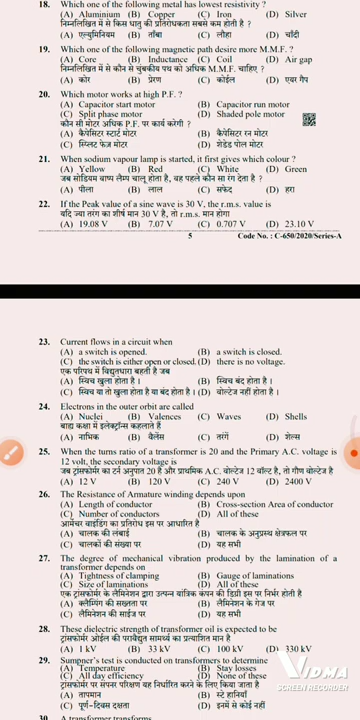 18. Which one of the following metal has lowest resistivity ?
(A) Aluminium (B) Copper (C) Iron (D) Silver
निम्नलिखित में से किस धातु की प्रतिरोधकता सबसे कम होती है ?
(A) एल्युमिनियम (B) ताँबा (C) लौहा (D) चाँदी
19. Which one of the following magnetic path desire more M.M.F. ?
(A) Core (B) Inductance (C) Coil (D) Air gap
निम्नलिखित में से कौन से चुंबकीय पथ को अधिक M.M.F. चाहिए ?
(A) कोर (B) प्रेरण (C) कोईल (D) एयर गैप
20. Which motor works at high P.F. ?
(A) Capacitor start motor (B) Capacitor run motor
(C) Split phase motor (D) Shaded pole motor
कौन सी मोटर अधिक P.F. पर कार्य करेगी ?
(A) कैपेसिटर स्टार्ट मोटर (B) कैपेसिटर रन मोटर
(C) स्प्लिट फेज मोटर (D) शेडेड पोल मोटर
21. When sodium vapour lamp is started, it first gives which colour ?
(A) Yellow (B) Red (C) White (D) Green
जब सोडियम वाष्प लैम्प चालू होता है, वह पहले कौन सा रंग देता है ?
(A) पीला (B) लाल (C) सफेद (D) हरा
22. If the Peak value of a sine wave is 30 V, the r.m.s. value is
यदि ज्या तरंग का शीर्ष मान 30 V है, तो r.m.s. मान होगा
(A) 19.08 V (B) 7.07 V (C) 0.707 V (D) 23.10 V
5 Code No. : C-650/2020/Series-A
23. Current flows in a circuit when
(A) a switch is opened. (B) a switch is closed.
(C) the switch is either open or closed. (D) there is no voltage.
एक परिपथ में विद्युतधारा बहती है जब
(A) स्विच खुला होता है । (B) स्विच बंद होता है ।
(C) स्विच या तो खुला होता है या बंद होता है । (D) वोल्टेज नहीं होता है ।
24. Electrons in the outer orbit are called
(A) Nuclei (B) Valences (C) Waves (D) Shells
बाह्य कक्षा में इलेक्ट्रॉन्स कहलाते हैं
(A) नाभिक (B) वैलेंस (C) तरंगें (D) शेल्स
25. When the turns ratio of a transformer is 20 and the Primary A.C. voltage is
12 volt, the secondary voltage is
जब ट्रांसफॉर्मर का टर्न अनुपात 20 है और प्राथमिक A.C. वोल्टेज 12 वॉल्ट है, तो गौण वोल्टेज है
(A) 12 V (B) 120 V (C) 240 V (D) 2400 V
26. The Resistance of Armature winding depends upon
(A) Length of conductor (B) Cross-section Area of conductor
(C) Number of conductors (D) All of these
आर्मेचर वाइंडिंग का प्रतिरोध इस पर आधारित है
(A) चालक की लंबाई (B) चालक के अनुप्रस्थ क्षेत्रफल पर
(C) चालकों की संख्या पर (D) यह सभी
27. The degree of mechanical vibration produced by the lamination of a
transformer depends on
(A) Tightness of clamping (B) Gauge of laminations
(C) Size of laminations (D) All of these
एक ट्रांसफॉर्मर के लैमिनेशन द्वारा उत्पन्न यांत्रिक कंपन की डिग्री इस पर निर्भर होती है
(A) क्लैम्पिंग की सख्तता पर (B) लैमिनेशन के गेज पर
(C) लैमिनेशन की साईज पर (D) यह सभी
28. These dielectric strength of transformer oil is expected to be
ट्रांसफॉर्मर ऑईल की परावैद्युत सामर्थ्य का प्रत्याशित मान है
(A) 1 kV (B) 33 kV (C) 100 kV (D) 330 kV
29. Sumpner's test is conducted on transformers to determine
(A) Temperature (B) Stay losses
(C) All day efficiency (D) None of these
ट्रांसफॉर्मर पर संपनर परिक्षण यह निर्धारित करने के लिए किया जाता है
(A) तापमान (B) स्टे हानियाँ
(C) पूर्ण-दिवस दक्षता (D) इनमें से कोई नहीं
30. A transformer transforms
VIDMA
SCREEN RECORDER